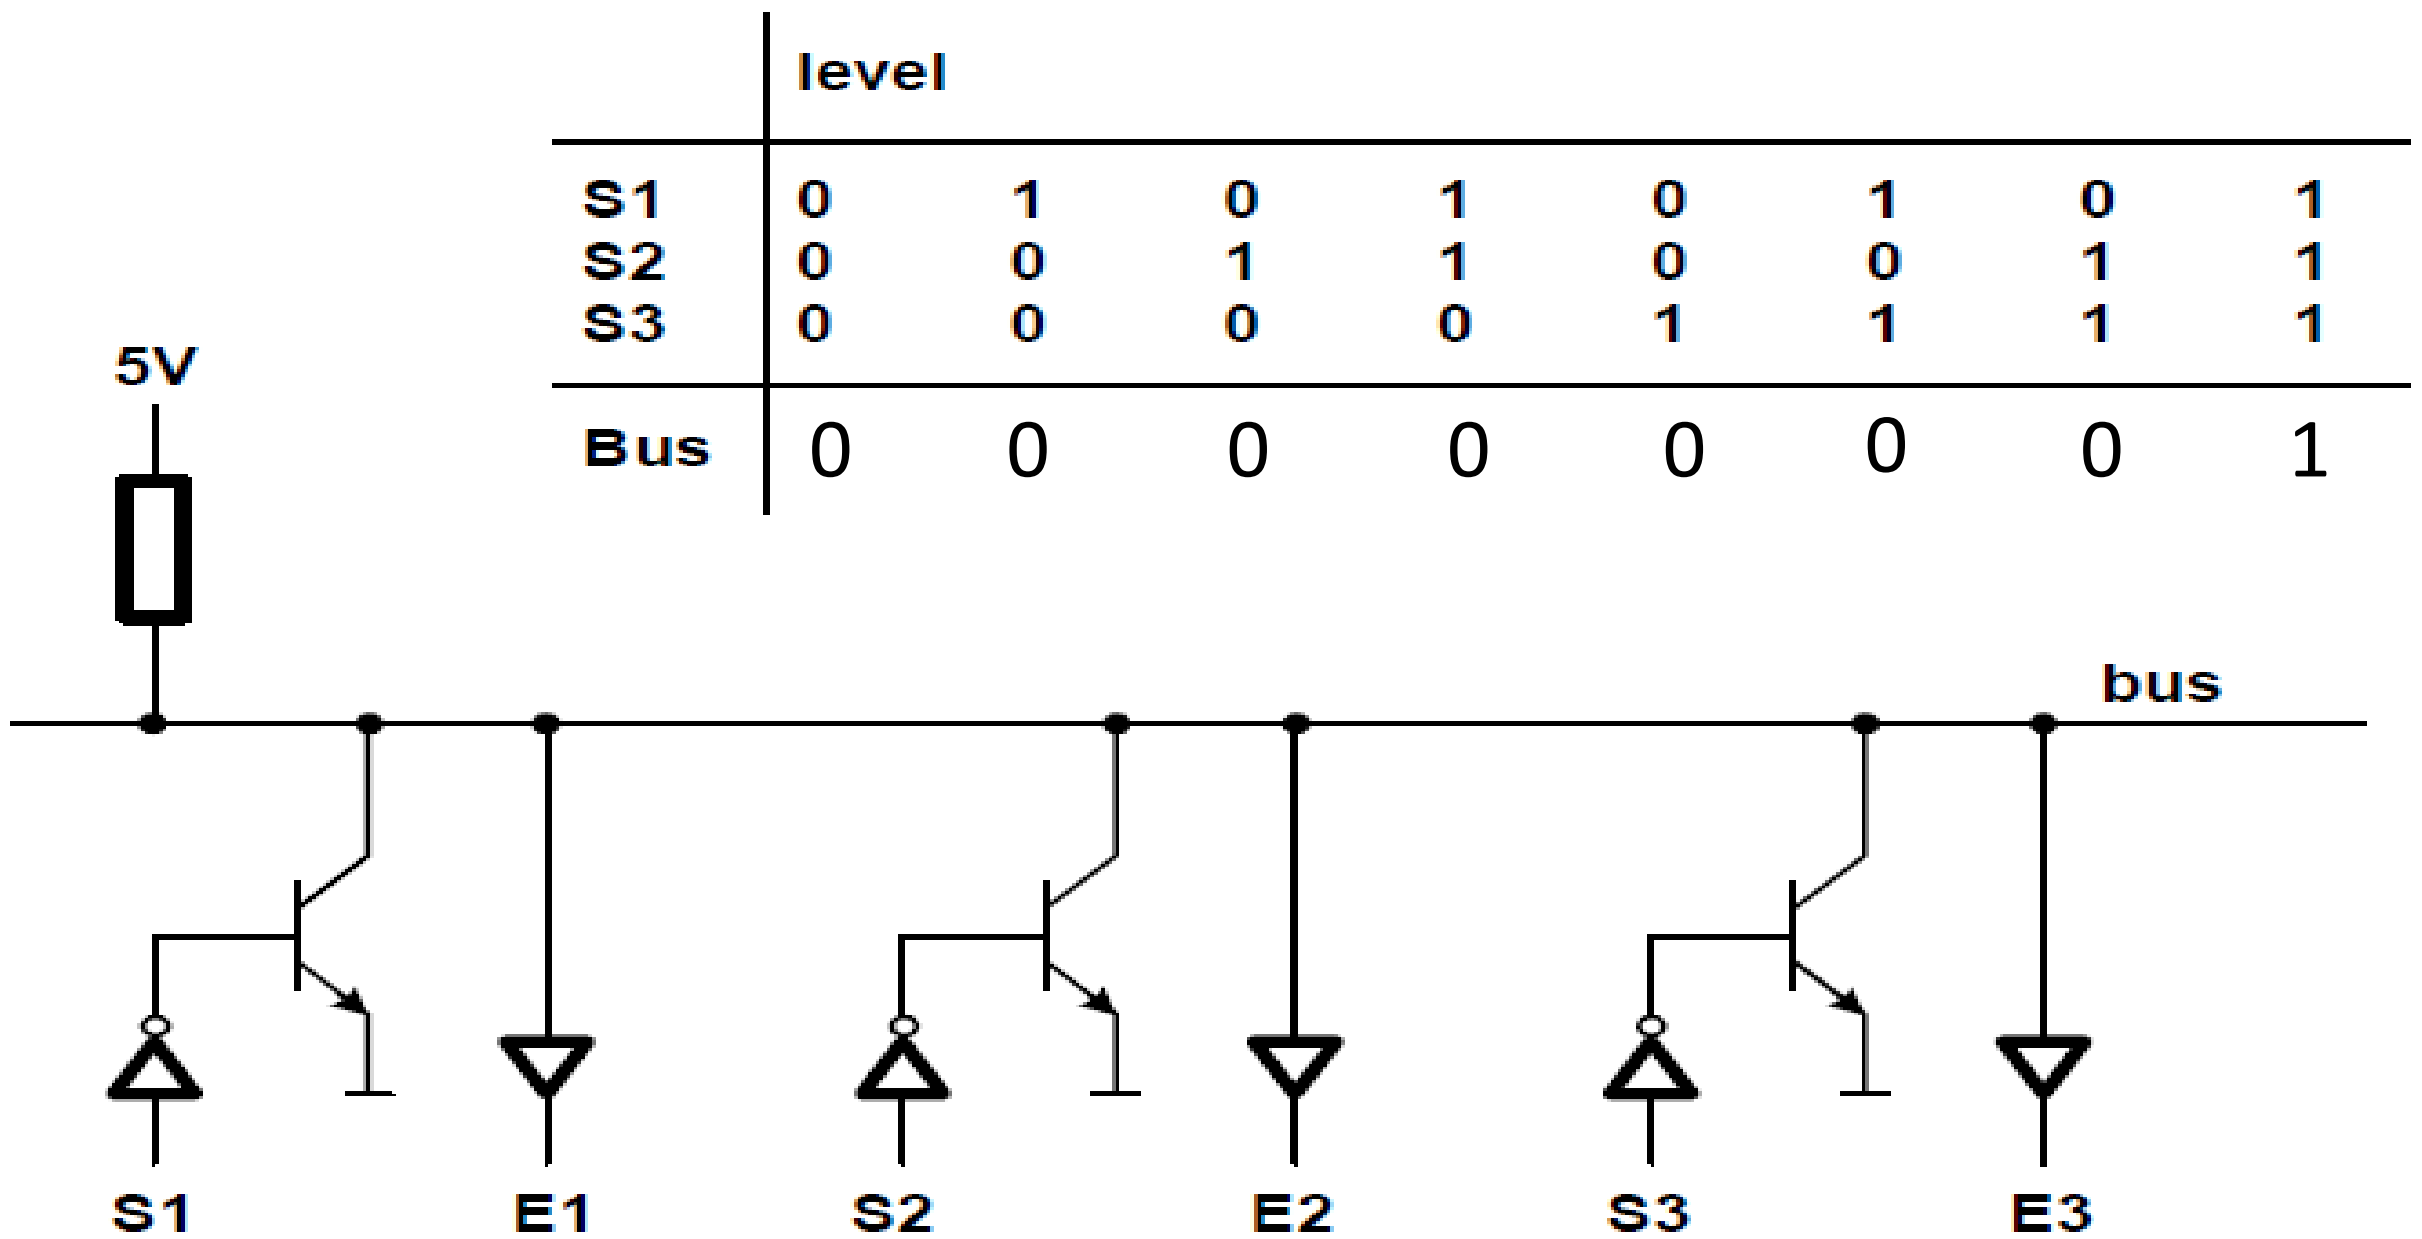 level
S1 0 1 0 1 0 1 0 1
S2 0 0 1 1 0 0 1 1
S3 0 0 0 0 1 1 1 1
5V
Bus 0 0 0 0 0 0 0 1
bus
S1 E1 S2 E2 S3 E3